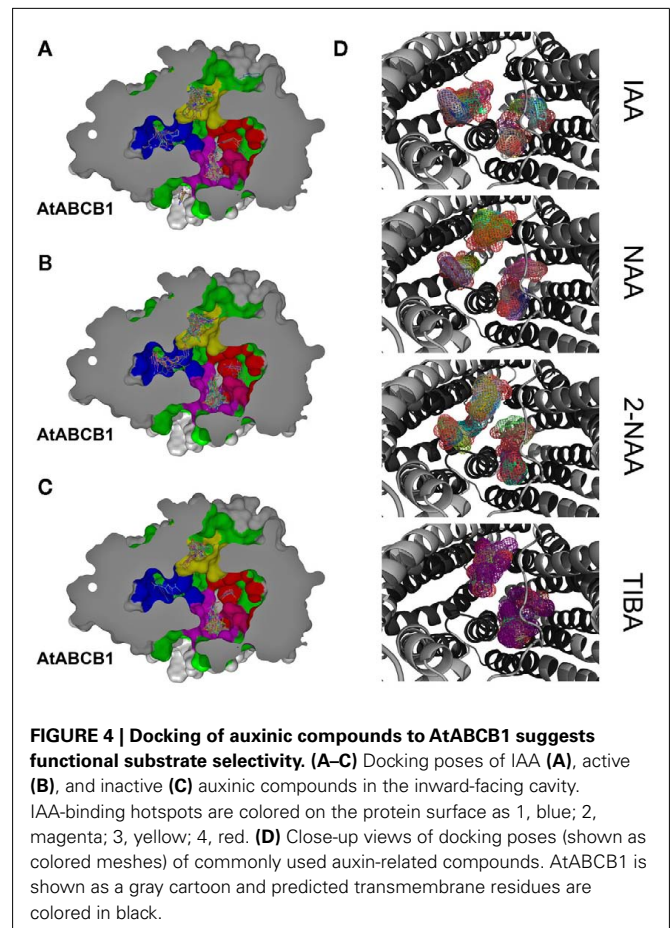 A
D
AtABCB1
IAA
B
NAA
AtABCB1
2-NAA
C
TIBA
AtABCB1
FIGURE 4 | Docking of auxinic compounds to AtABCB1 suggests
functional substrate selectivity. (A–C) Docking poses of IAA (A), active
(B), and inactive (C) auxinic compounds in the inward-facing cavity.
IAA-binding hotspots are colored on the protein surface as 1, blue; 2,
magenta; 3, yellow; 4, red. (D) Close-up views of docking poses (shown as
colored meshes) of commonly used auxin-related compounds. AtABCB1 is
shown as a gray cartoon and predicted transmembrane residues are
colored in black.